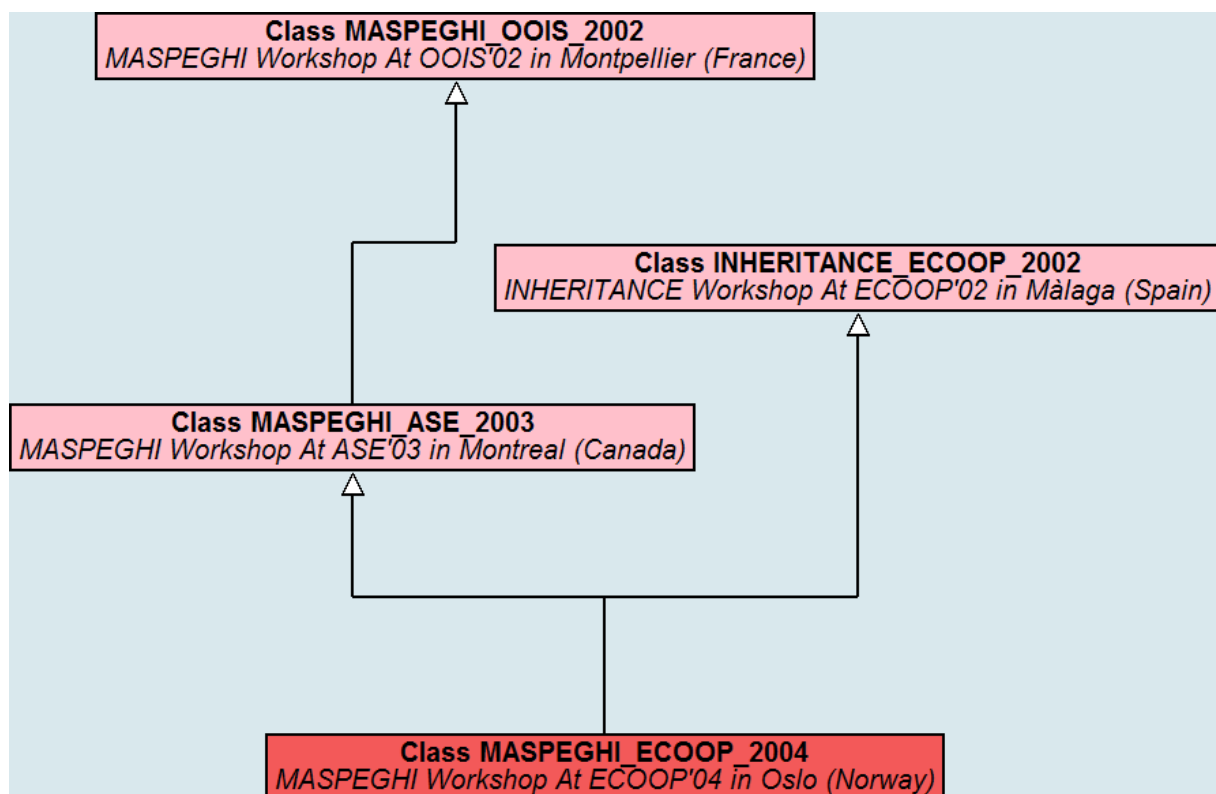 Class MASPEGHI_OOIS_2002
MASPEGHI Workshop At OOIS'02 in Montpellier (France)
Class INHERITANCE_ECOOP_2002
INHERITANCE Workshop At ECOOP'02 in Màlaga (Spain)
Class MASPEGHI_ASE_2003
MASPEGHI Workshop At ASE'03 in Montreal (Canada)
Class MASPEGHI_ECOOP_2004
MASPEGHI Workshop At ECOOP'04 in Oslo (Norway)